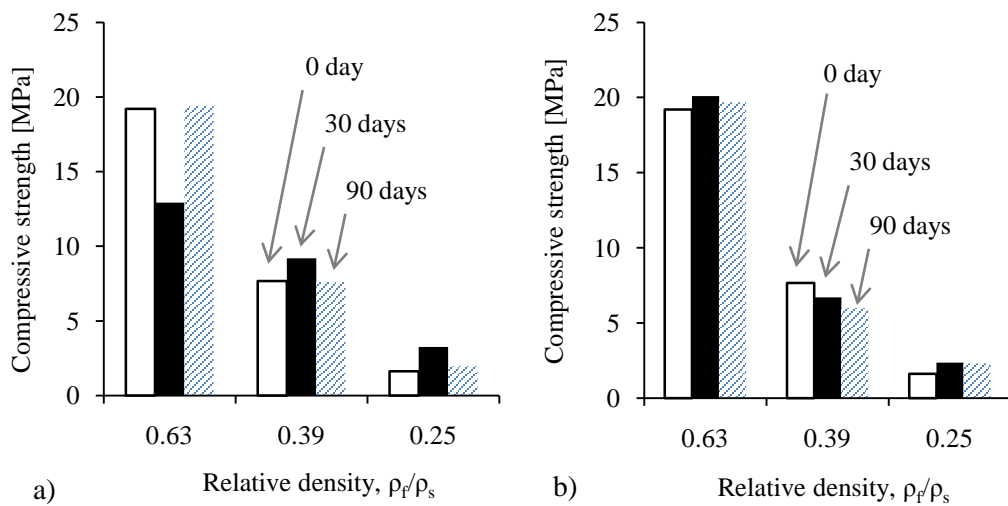 25
20
15
10
5
0
Compressive strength [MPa]
0 day
30 days
90 days
0.63 0.39 0.25
Relative density, ρf/ρs
a)
25
20
15
10
5
0
Compressive strength [MPa]
0 day
30 days
90 days
0.63 0.39 0.25
Relative density, ρf/ρs
b)